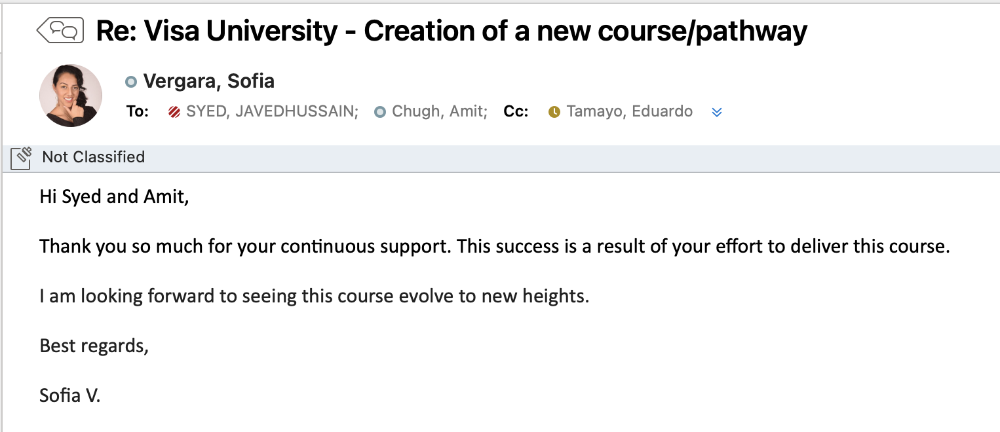 Re: Visa University - Creation of a new course/pathway
Vergara, Sofia
To: SYED, JAVEDHUSSAIN; Chugh, Amit; Cc: Tamayo, Eduardo
Not Classified
Hi Syed and Amit,
Thank you so much for your continuous support. This success is a result of your effort to deliver this course.
I am looking forward to seeing this course evolve to new heights.
Best regards,
Sofia V.